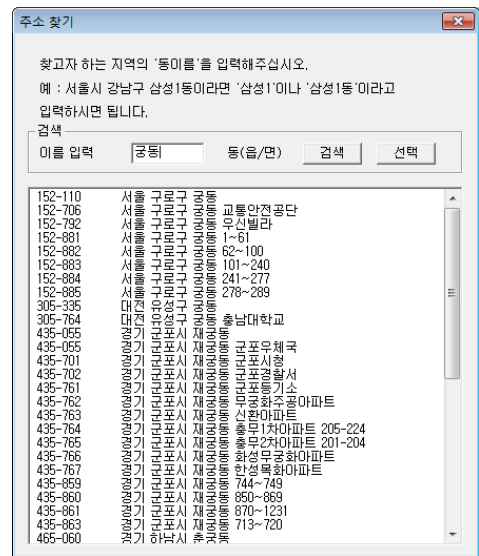 주소 찾기
찾고자 하는 지역의 '동이름'을 입력해주십시오.
예 : 서울시 강남구 삼성1동이라면 '삼성1'이나 '삼성1동'이라고
입력하시면 됩니다.
검색
이름 입력 궁동 동(읍/면) 검색 선택
152-110 서울 구로구 궁동
152-706 서울 구로구 궁동 교통안전공단
152-792 서울 구로구 궁동 우신빌라
152-881 서울 구로구 궁동 1~61
152-882 서울 구로구 궁동 62~100
152-883 서울 구로구 궁동 101~240
152-884 서울 구로구 궁동 241~277
152-885 서울 구로구 궁동 278~289
305-335 대전 유성구 궁동
305-764 대전 유성구 궁동 충남대학교
435-055 경기 군포시 재궁동
435-055 경기 군포시 재궁동 군포우체국
435-701 경기 군포시 재궁동 군포시청
435-702 경기 군포시 재궁동 군포경찰서
435-761 경기 군포시 재궁동 군포등기소
435-762 경기 군포시 재궁동 무궁화주공아파트
435-763 경기 군포시 재궁동 신환아파트
435-764 경기 군포시 재궁동 충무1차아파트 205-224
435-765 경기 군포시 재궁동 충무2차아파트 201-204
435-766 경기 군포시 재궁동 화성무궁화아파트
435-767 경기 군포시 재궁동 한성목화아파트
435-859 경기 군포시 재궁동 744~749
435-860 경기 군포시 재궁동 850~869
435-861 경기 군포시 재궁동 870~1231
435-863 경기 군포시 재궁동 713~720
465-060 경기 하남시 춘궁동